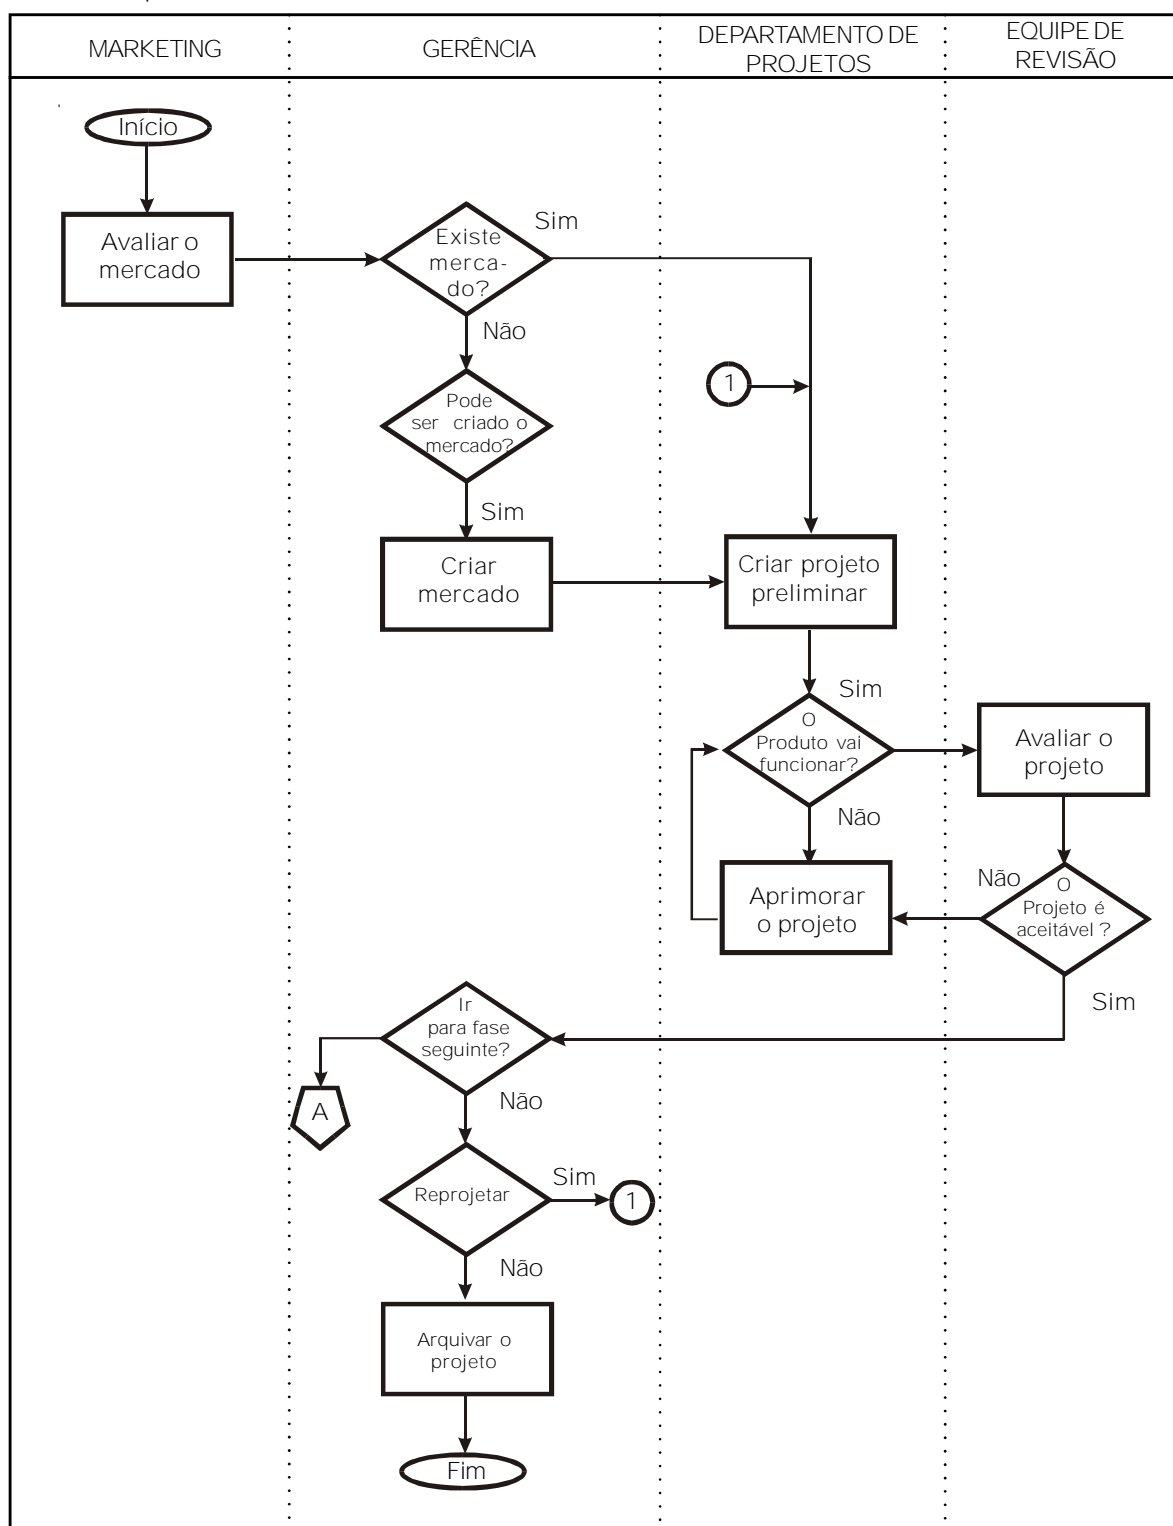 MARKETING
GERÊNCIA
DEPARTAMENTO DE
PROJETOS
EQUIPE DE
REVISÃO
Início
Avaliar o
mercado
Existe
merca-
do?
Sim
Não
1
Pode
ser criado o
mercado?
Sim
Criar
mercado
Criar projeto
preliminar
Sim
O
Produto vai
funcionar?
Avaliar o
projeto
Não
Aprimorar
o projeto
Não
O
Projeto é
aceitável ?
Sim
Ir
para fase
seguinte?
A
Não
Reprojetar
Sim
1
Não
Arquivar o
projeto
Fim